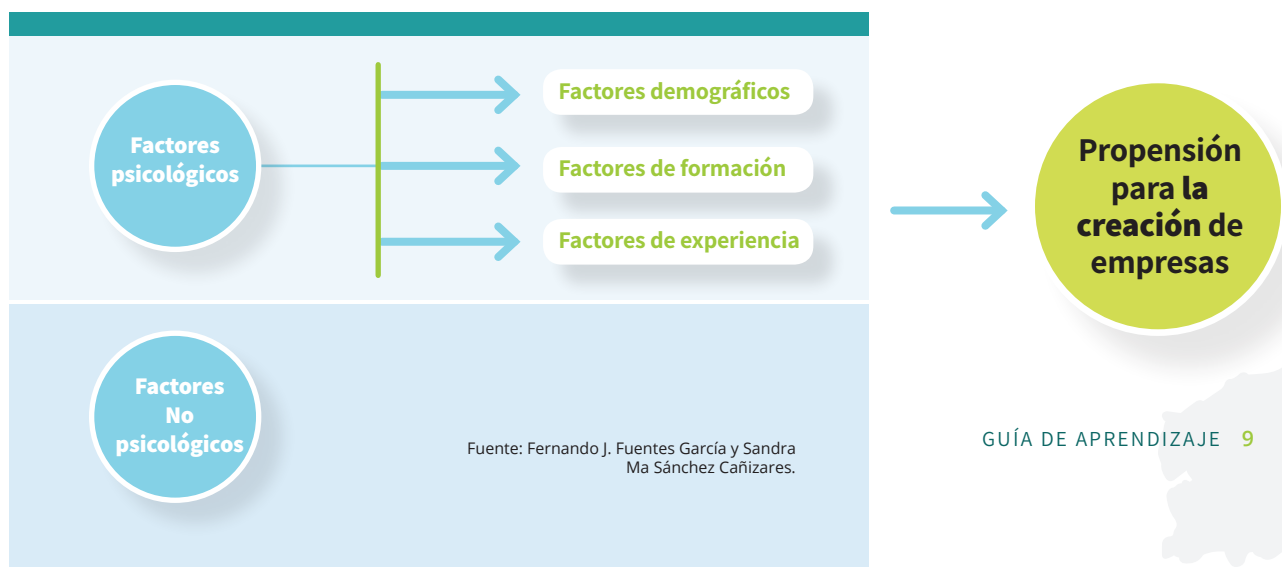 Factores
psicológicos
Factores demográficos
Factores de formación
Factores de experiencia
Propensión
para la
creación de
empresas
Factores
No
psicológicos
Fuente: Fernando J. Fuentes García y Sandra
Ma Sánchez Cañizares.
GUÍA DE APRENDIZAJE 9